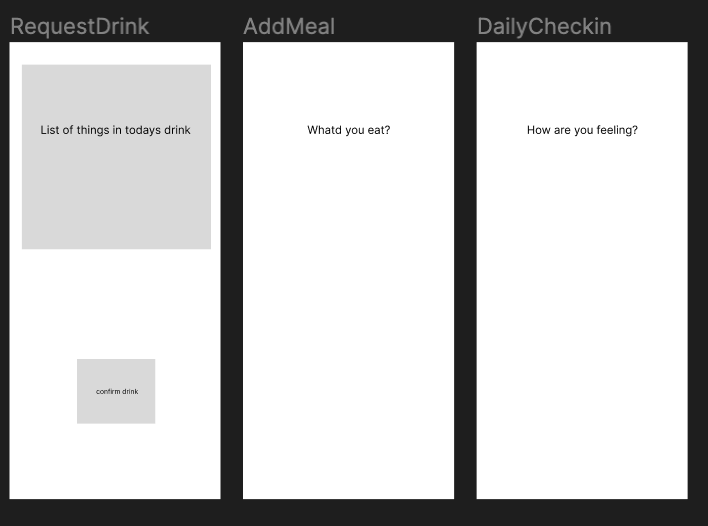 RequestDrink
List of things in todays drink
confirm drink
AddMeal
Whatd you eat?
DailyCheckin
How are you feeling?